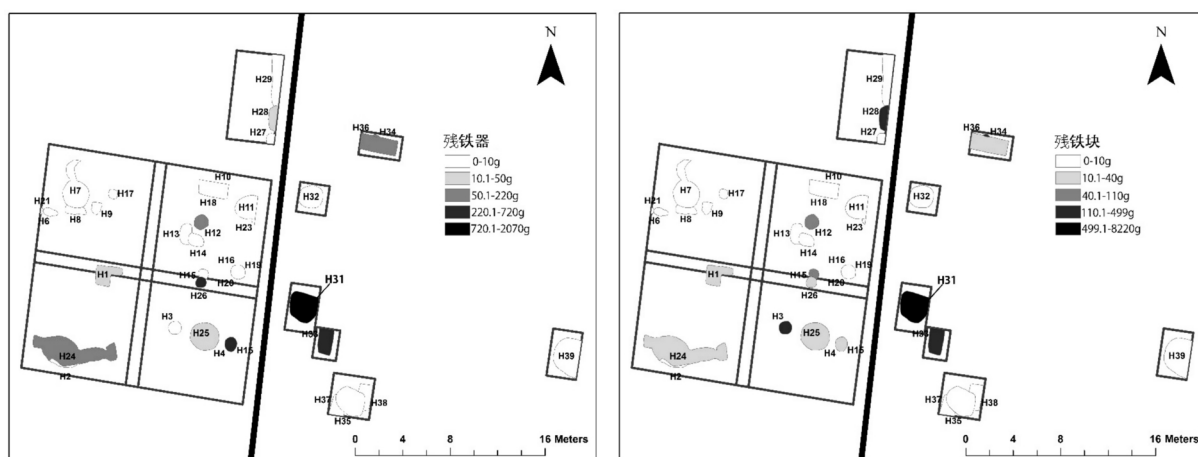 N
H29
H28
H27
H36
H34
残铁器
0-10g
10.1-50g
50.1-220g
220.1-720g
720.1-2070g
H10
H7
H17
H18
H32
H21
H9
H11
H6
H8
H12
H23
H13
H14
H16
H19
H1
H15
H20
H26
H31
H3
H25
H24
H4
H15
H39
H2
H37
H38
H35
0 4 8 16 Meters
N
H29
H28
H27
H36
H34
残铁块
0-10g
10.1-40g
40.1-110g
110.1-499g
499.1-8220g
H10
H7
H17
H18
H32
H21
H9
H11
H6
H8
H12
H23
H13
H14
H16
H19
H1
H15
H20
H26
H31
H3
H25
H24
H4
H15
H39
H2
H37
H38
H35
0 4 8 16 Meters